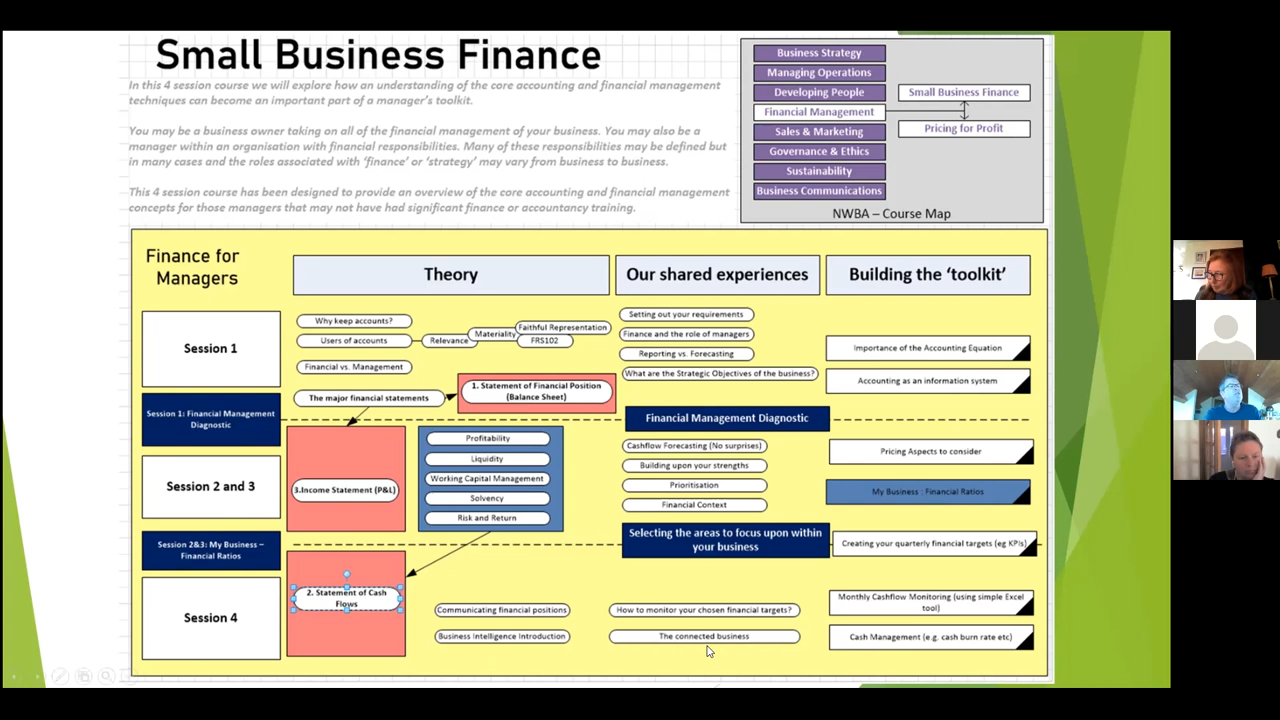 Small Business Finance
In this 4 session course we will explore how an understanding of the core accounting and financial management
techniques can become an important part of a manager's toolkit.
You may be a business owner taking on all of the financial management of your business. You may also be a
manager within an organisation with financial responsibilities. Many of these responsibilities may be defined but
in many cases and the roles associated with 'finance' or 'strategy' may vary from business to business.
This 4 session course has been designed to provide an overview of the core accounting and financial management
concepts for those managers that may not have had significant finance or accountancy training.
Business Strategy
Managing Operations
Developing People
Financial Management
Sales & Marketing
Governance & Ethics
Sustainability
Business Communications
Small Business Finance
Pricing for Profit
NWBA – Course Map
Finance for
Managers
Theory
Our shared experiences
Building the 'toolkit'
Session 1
Why keep accounts?
Users of accounts
Relevance
Materiality
Faithful Representation
FRS102
Financial vs. Management
The major financial statements
1. Statement of Financial Position
(Balance Sheet)
Setting out your requirements
Finance and the role of managers
Reporting vs. Forecasting
What are the Strategic Objectives of the business?
Importance of the Accounting Equation
Accounting as an information system
Session 1: Financial Management
Diagnostic
Financial Management Diagnostic
Session 2 and 3
3.Income Statement (P&L)
Profitability
Liquidity
Working Capital Management
Solvency
Risk and Return
Cashflow Forecasting (No surprises)
Building upon your strengths
Prioritisation
Financial Context
Pricing Aspects to consider
My Business : Financial Ratios
Session 2&3: My Business –
Financial Ratios
Selecting the areas to focus upon within
your business
Creating your quarterly financial targets (eg KPIs)
Session 4
2. Statement of Cash
Flows
Communicating financial positions
Business Intelligence Introduction
How to monitor your chosen financial targets?
The connected business
Monthly Cashflow Monitoring (using simple Excel
tool)
Cash Management (e.g. cash burn rate etc)